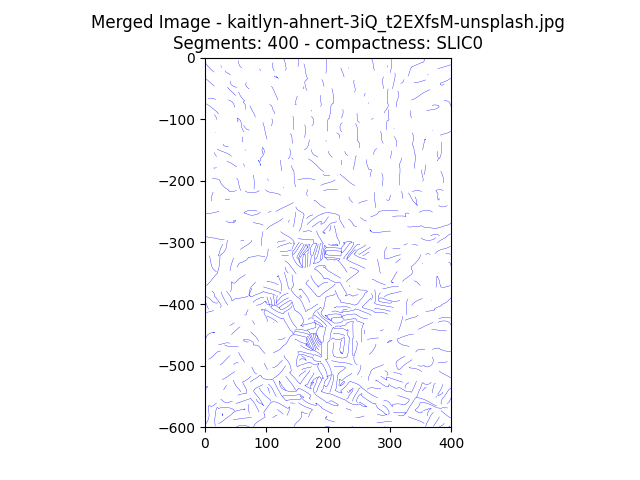 Merged Image - kaitlyn-ahnert-3iQ_t2EXfsM-unsplash.jpg
Segments: 400 - compactness: SLIC0
0
−100
−200
−300
−400
−500
−600
0 100 200 300 400